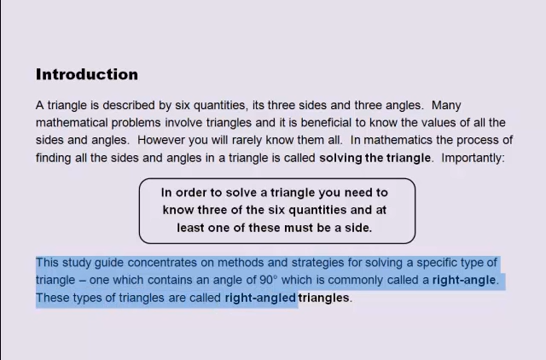 Introduction
A triangle is described by six quantities, its three sides and three angles. Many
mathematical problems involve triangles and it is beneficial to know the values of all the
sides and angles. However you will rarely know them all. In mathematics the process of
finding all the sides and angles in a triangle is called solving the triangle. Importantly:
In order to solve a triangle you need to
know three of the six quantities and at
least one of these must be a side.
This study guide concentrates on methods and strategies for solving a specific type of
triangle – one which contains an angle of 90° which is commonly called a right-angle.
These types of triangles are called right-angled triangles.